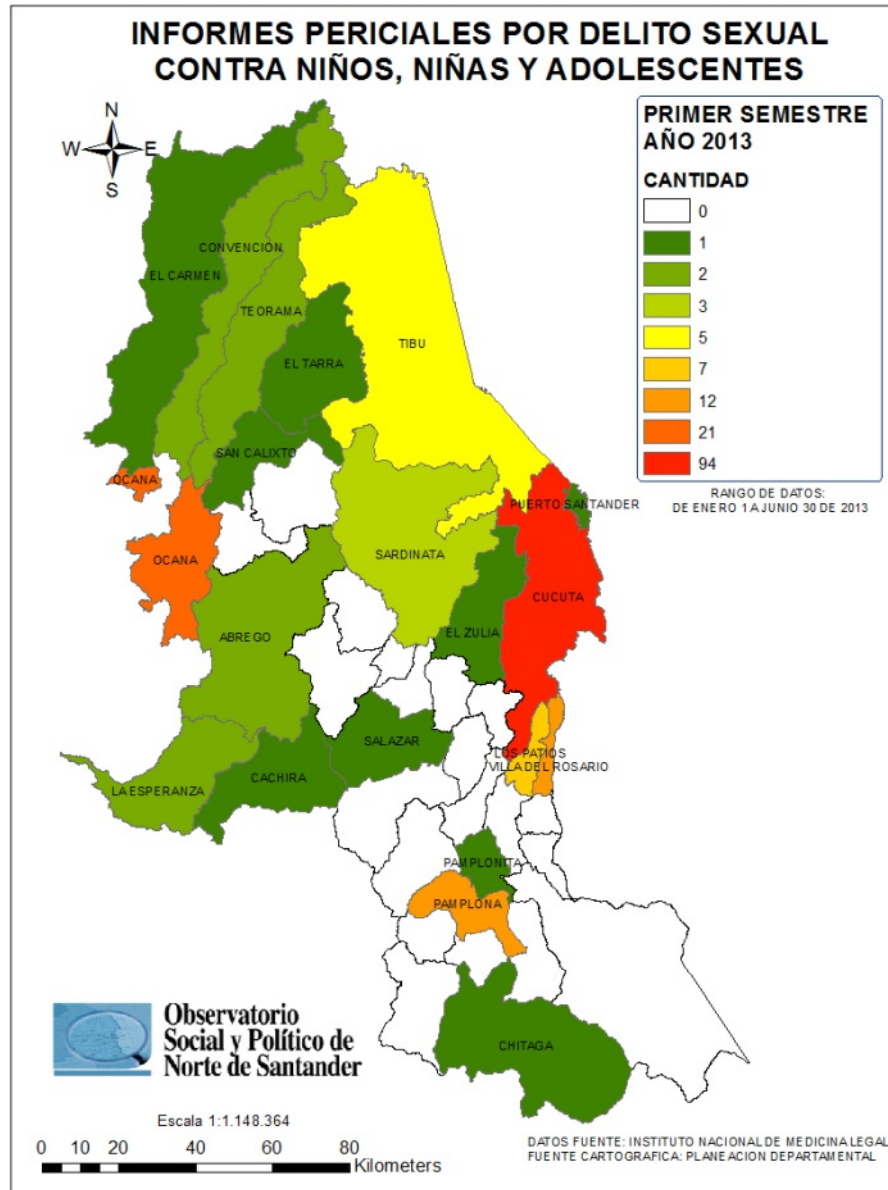 INFORMES PERICIALES POR DELITO SEXUAL
CONTRA NIÑOS, NIÑAS Y ADOLESCENTES
N
W E
S
PRIMER SEMESTRE
AÑO 2013
CANTIDAD
0
1
2
3
5
7
12
21
94
RANGO DE DATOS:
DE ENERO 1 A JUNIO 30 DE 2013
CONVENCIÓN
EL CARMEN
TEORAMA
TIBU
EL TARRA
SAN CALIXTO
OCANA
PUERTO SANTANDER
OCANA
SARDINATA
CUCUTA
ABREGO
EL ZULIA
SALAZAR
LOS PATIOS
VILLA DEL ROSARIO
CACHIRA
LA ESPERANZA
PAMPLONITA
PAMPLONA
CHITAGA
Observatorio
Social y Político de
Norte de Santander
Escala 1:1.148.364
0 10 20 40 60 80
Kilometers
DATOS FUENTE: INSTITUTO NACIONAL DE MEDICINA LEGAL
FUENTE CARTOGRAFICA: PLANEACION DEPARTAMENTAL